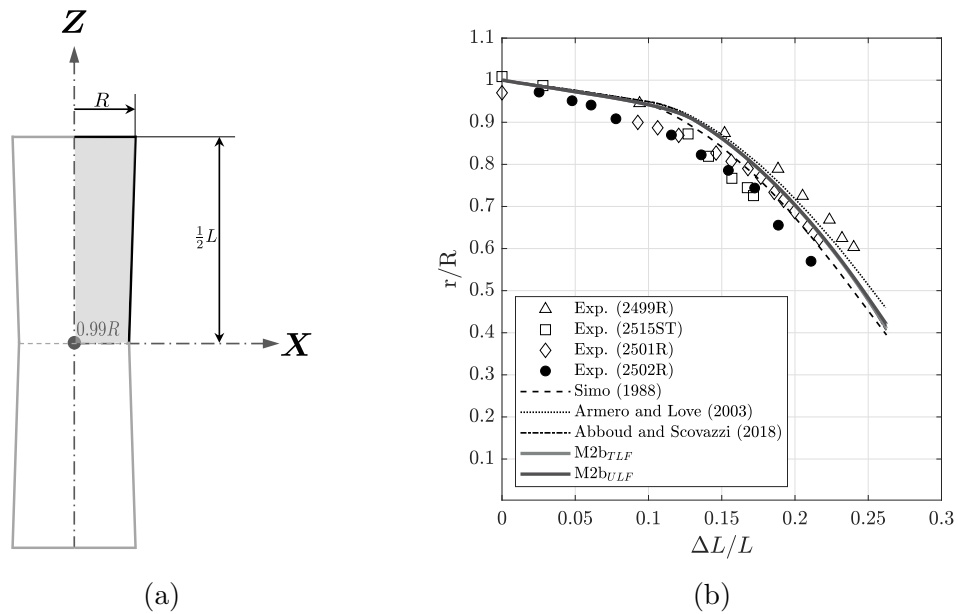 Z
R
½L
0.99R
X
(a)
1.1
1
0.9
0.8
0.7
0.6
0.5
0.4
0.3
0.2
0.1
r/R
Exp. (2499R)
Exp. (2515ST)
Exp. (2501R)
Exp. (2502R)
Simo (1988)
Armero and Love (2003)
Abboud and Scovazzi (2018)
M2b_TLF
M2b_ULF
0 0.05 0.1 0.15 0.2 0.25 0.3
ΔL/L
(b)